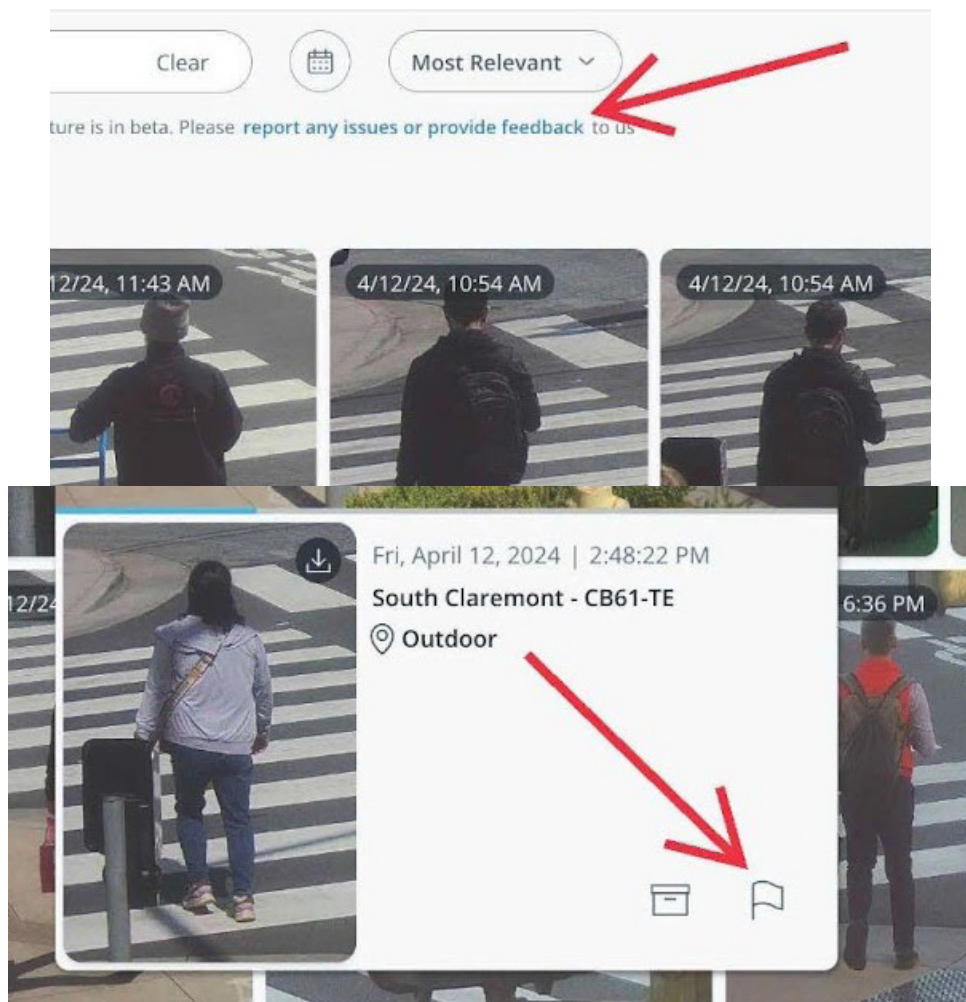 Clear
Most Relevant
ture is in beta. Please report any issues or provide feedback to us
12/24, 11:43 AM
4/12/24, 10:54 AM
4/12/24, 10:54 AM
Fri, April 12, 2024 | 2:48:22 PM
South Claremont - CB61-TE
Outdoor
12/24
6:36 PM